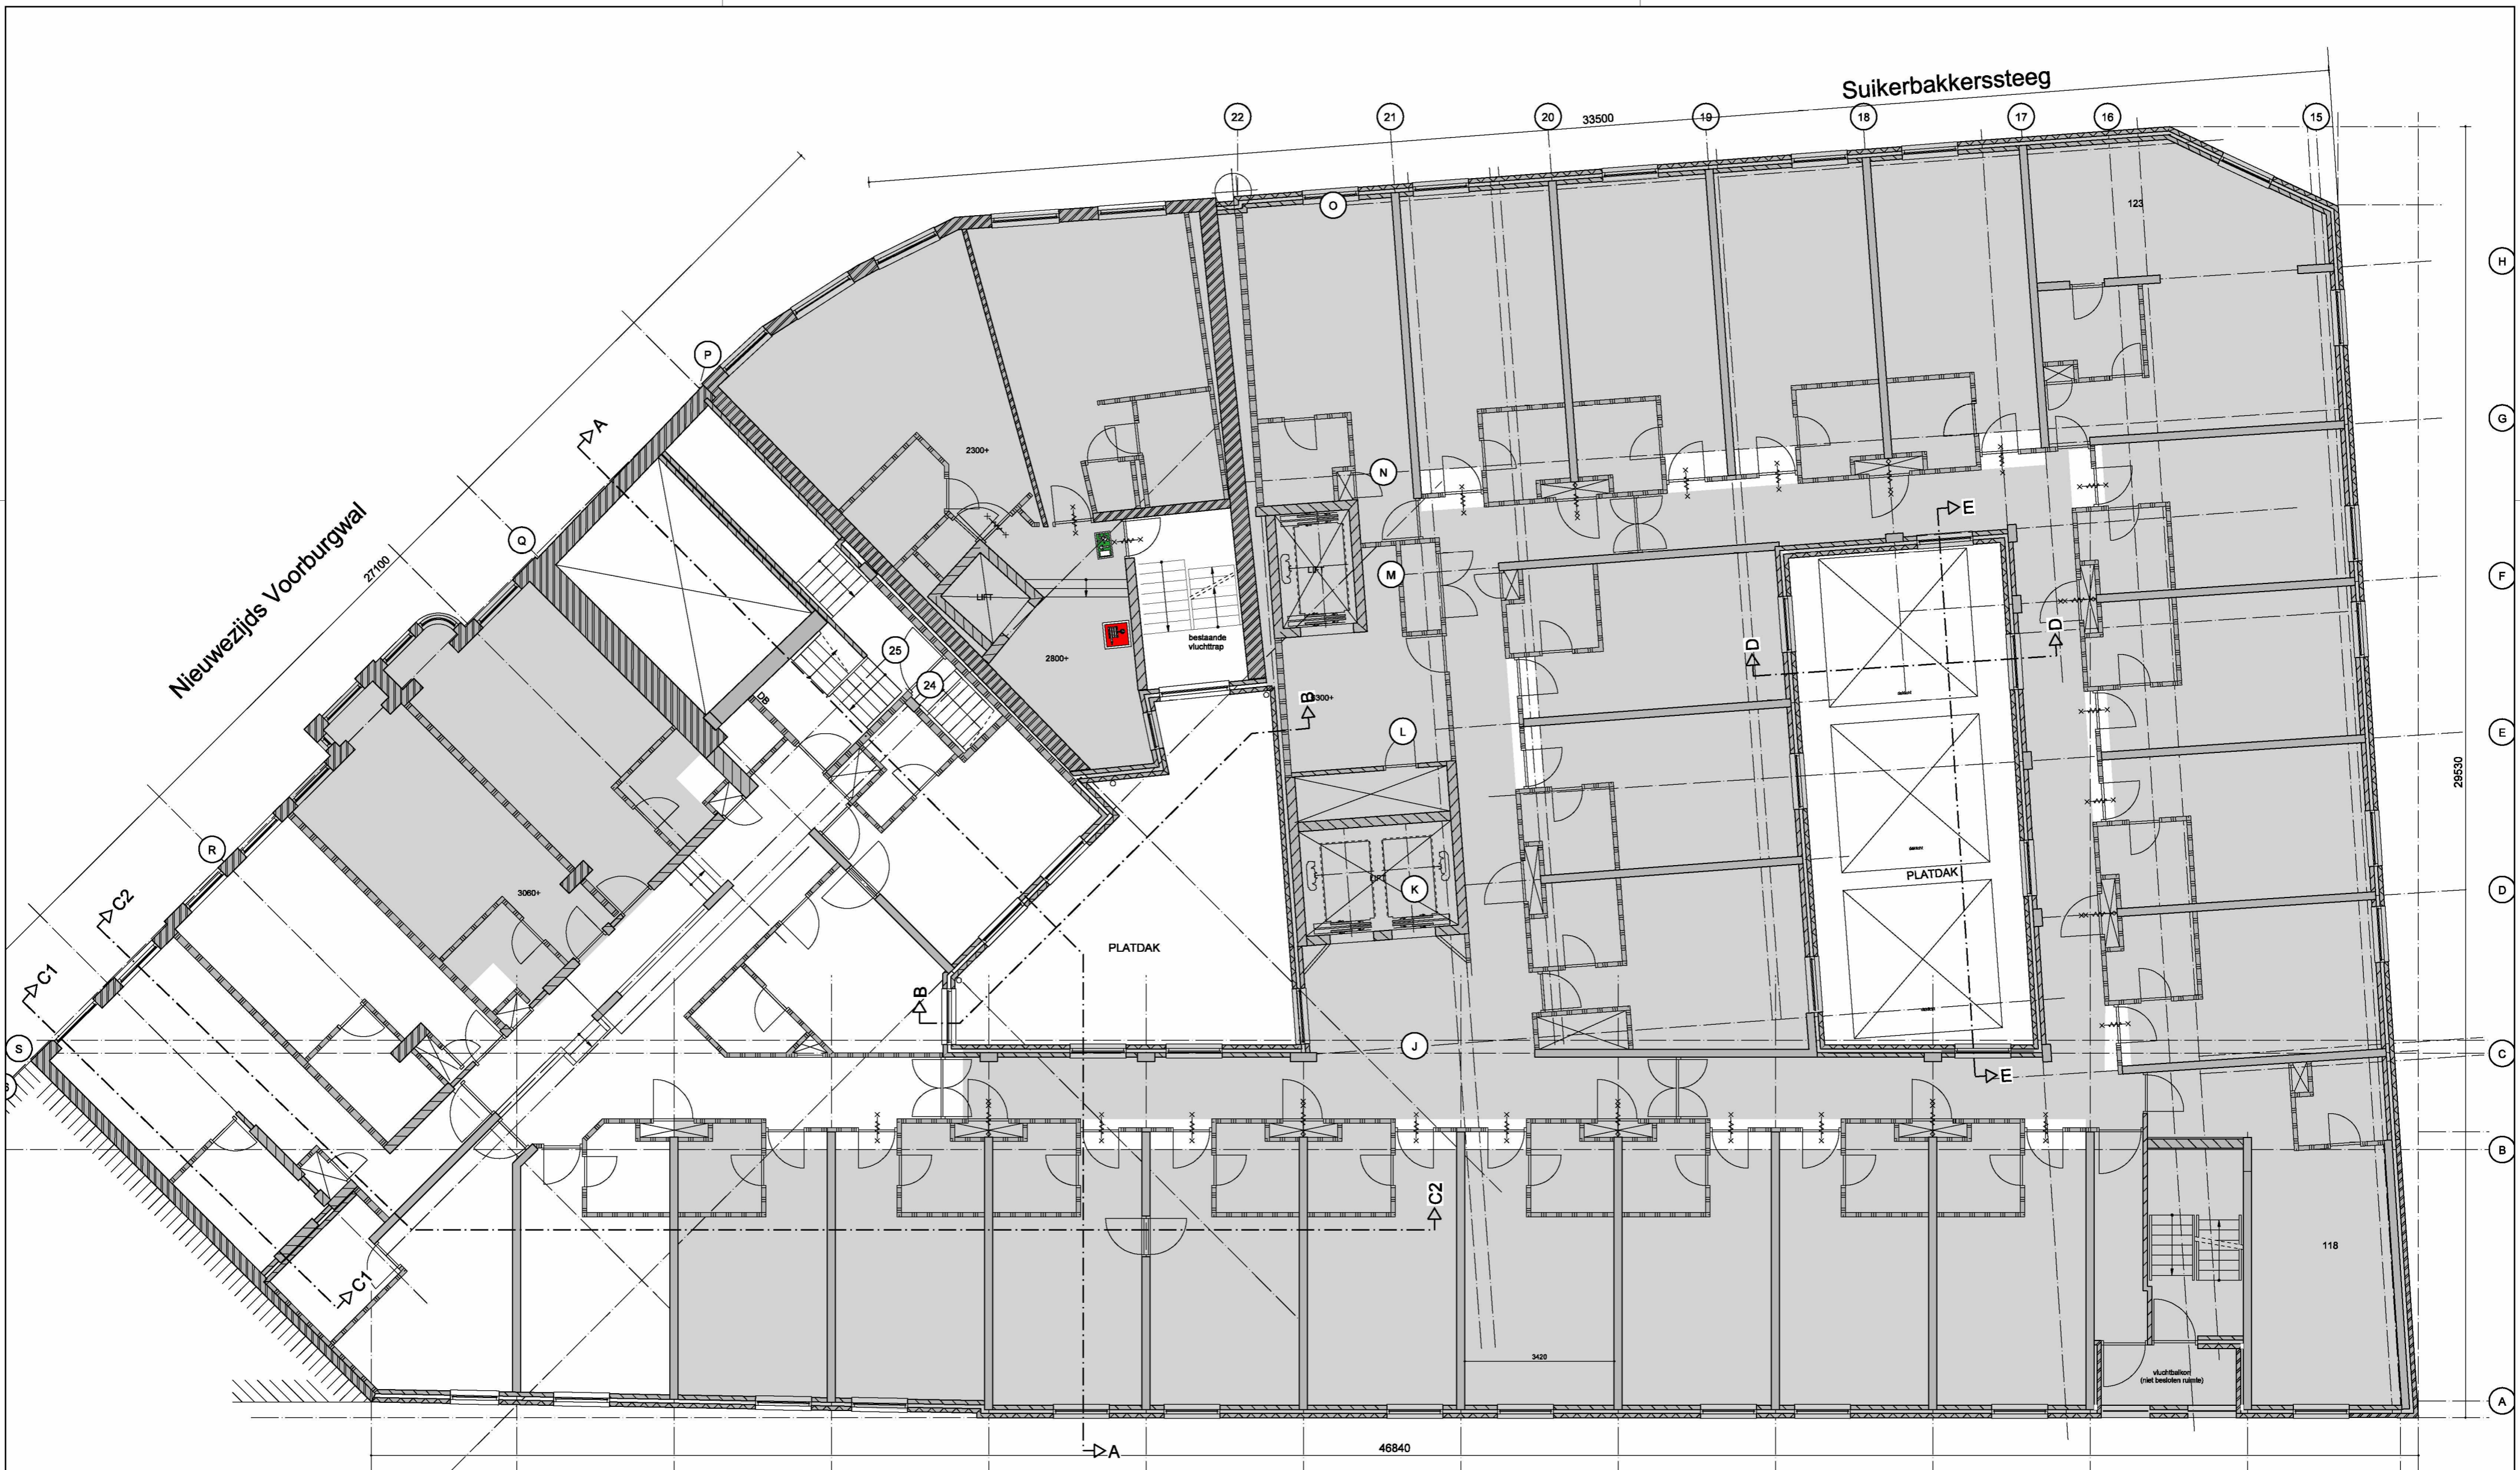 Suikerbakkerssteeg
33500
22
21
20
19
18
17
16
15
O
123
H
P
A
G
2300+
N
Q
E
Nieuwezijds Voorburgwal
27100
LIFT
M
F
bestaande
vluchttrap
D
D
25
2800+
24
DB
B
3300+
L
E
29530
R
3060+
LIFT
K
PLATDAK
D
C2
PLATDAK
C1
B
S
J
C
E
B
C2
118
C1
3420
vluchtbalkon
(niet besloten ruimte)
A
46840
A